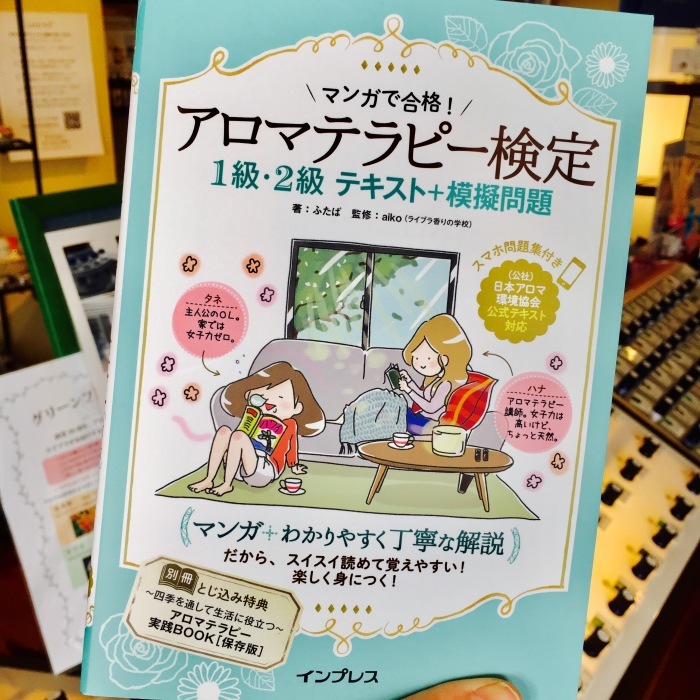 マンガで合格!
アロマテラピー検定
1級・2級 テキスト+模擬問題
著:ふたば 監修:aiko(ライブラ香りの学校)
スマホ問題集付き
(公社)
日本アロマ
環境協会
公式テキスト
対応
タネ
主人公のOL。
家では
女子力ゼロ。
ハナ
アロマテラピー
講師。女子力は
高いけど、
ちょっと天然。
マンガ+わかりやすく丁寧な解説
だから、スイスイ読めて覚えやすい!
楽しく身につく!
別冊 とじ込み特典
~四季を通して生活に役立つ~
アロマテラピー
実践BOOK[保存版]
インプレス
グリーンフ